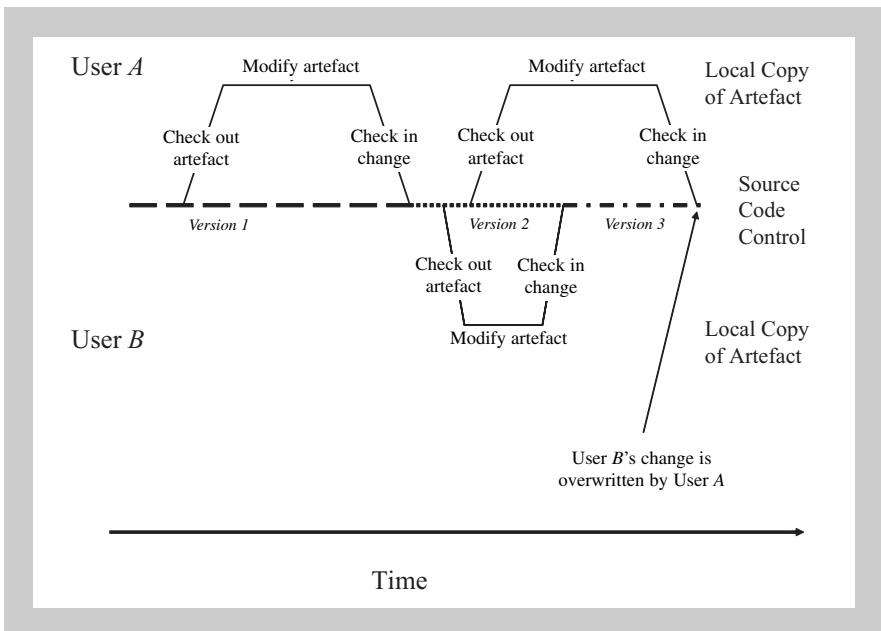 User A
Modify artefact
Modify artefact
Local Copy
of Artefact
Check out
artefact
Check in
change
Check out
artefact
Check in
change
Source
Code
Control
Version 1
Version 2
Version 3
Check out
artefact
Check in
change
User B
Modify artefact
Local Copy
of Artefact
User B's change is
overwritten by User A
Time